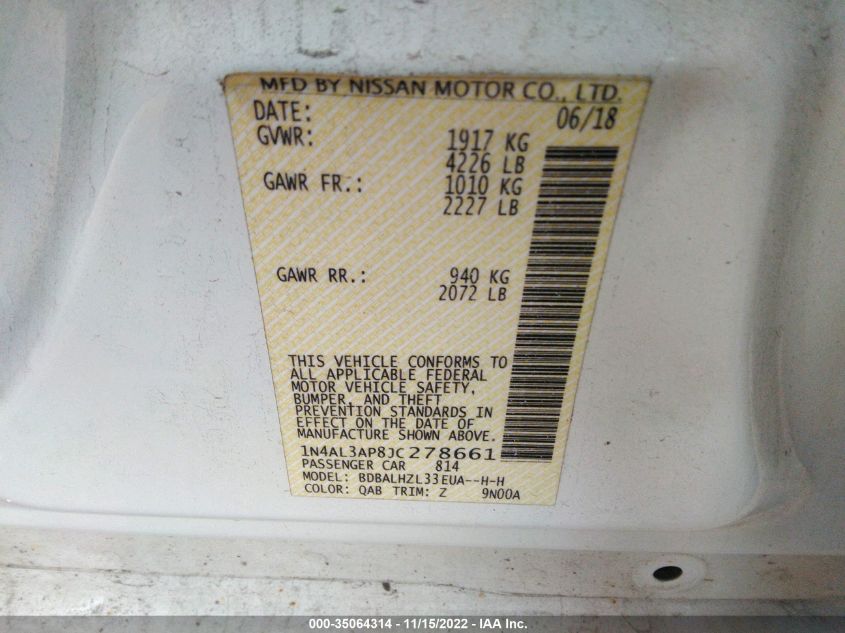 MFD BY NISSAN MOTOR CO., LTD.
DATE: 06/18
GVWR: 1917 KG
4226 LB
GAWR FR.: 1010 KG
2227 LB
GAWR RR.: 940 KG
2072 LB
THIS VEHICLE CONFORMS TO
ALL APPLICABLE FEDERAL
MOTOR VEHICLE SAFETY,
BUMPER, AND THEFT
PREVENTION STANDARDS IN
EFFECT ON THE DATE OF
MANUFACTURE SHOWN ABOVE.
1N4AL3AP8JC278661
PASSENGER CAR 814
MODEL: BDBALHZL33EUA--H-H
COLOR: QAB TRIM: Z 9N00A
000-35064314 - 11/15/2022 - IAA Inc.